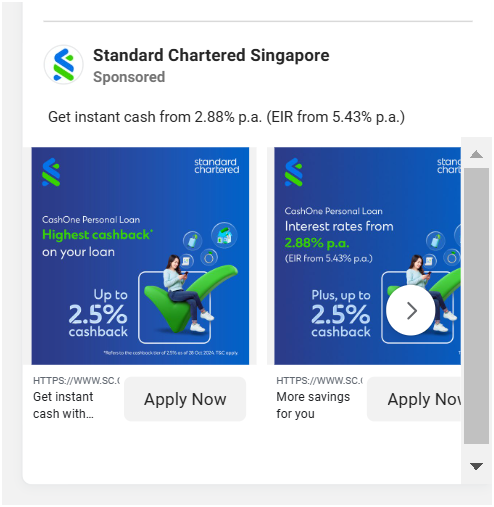 Standard Chartered Singapore
Sponsored
Get instant cash from 2.88% p.a. (EIR from 5.43% p.a.)
standard
chartered
CashOne Personal Loan
Highest cashback*
on your loan
Up to
2.5%
cashback
*Refers to the cashback tier of 2.5% as of 28 Oct 2024. T&C apply.
HTTPS://WWW.SC.C
Get instant
cash with...
Apply Now
CashOne Personal Loan
Interest rates from
2.88% p.a.
(EIR from 5.43% p.a.)
Plus, up to
2.5%
cashback
HTTPS://WWW.SC.C
More savings
for you
Apply Now